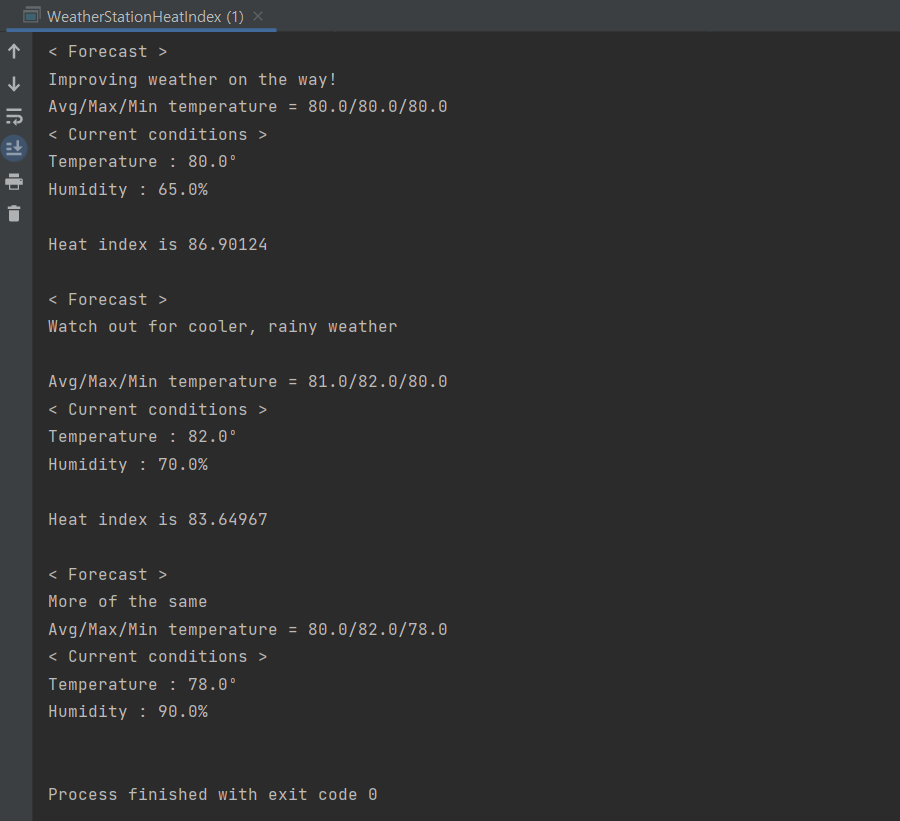 WeatherStationHeatIndex (1)
< Forecast >
Improving weather on the way!
Avg/Max/Min temperature = 80.0/80.0/80.0
< Current conditions >
Temperature : 80.0°
Humidity : 65.0%
Heat index is 86.90124
< Forecast >
Watch out for cooler, rainy weather
Avg/Max/Min temperature = 81.0/82.0/80.0
< Current conditions >
Temperature : 82.0°
Humidity : 70.0%
Heat index is 83.64967
< Forecast >
More of the same
Avg/Max/Min temperature = 80.0/82.0/78.0
< Current conditions >
Temperature : 78.0°
Humidity : 90.0%
Process finished with exit code 0